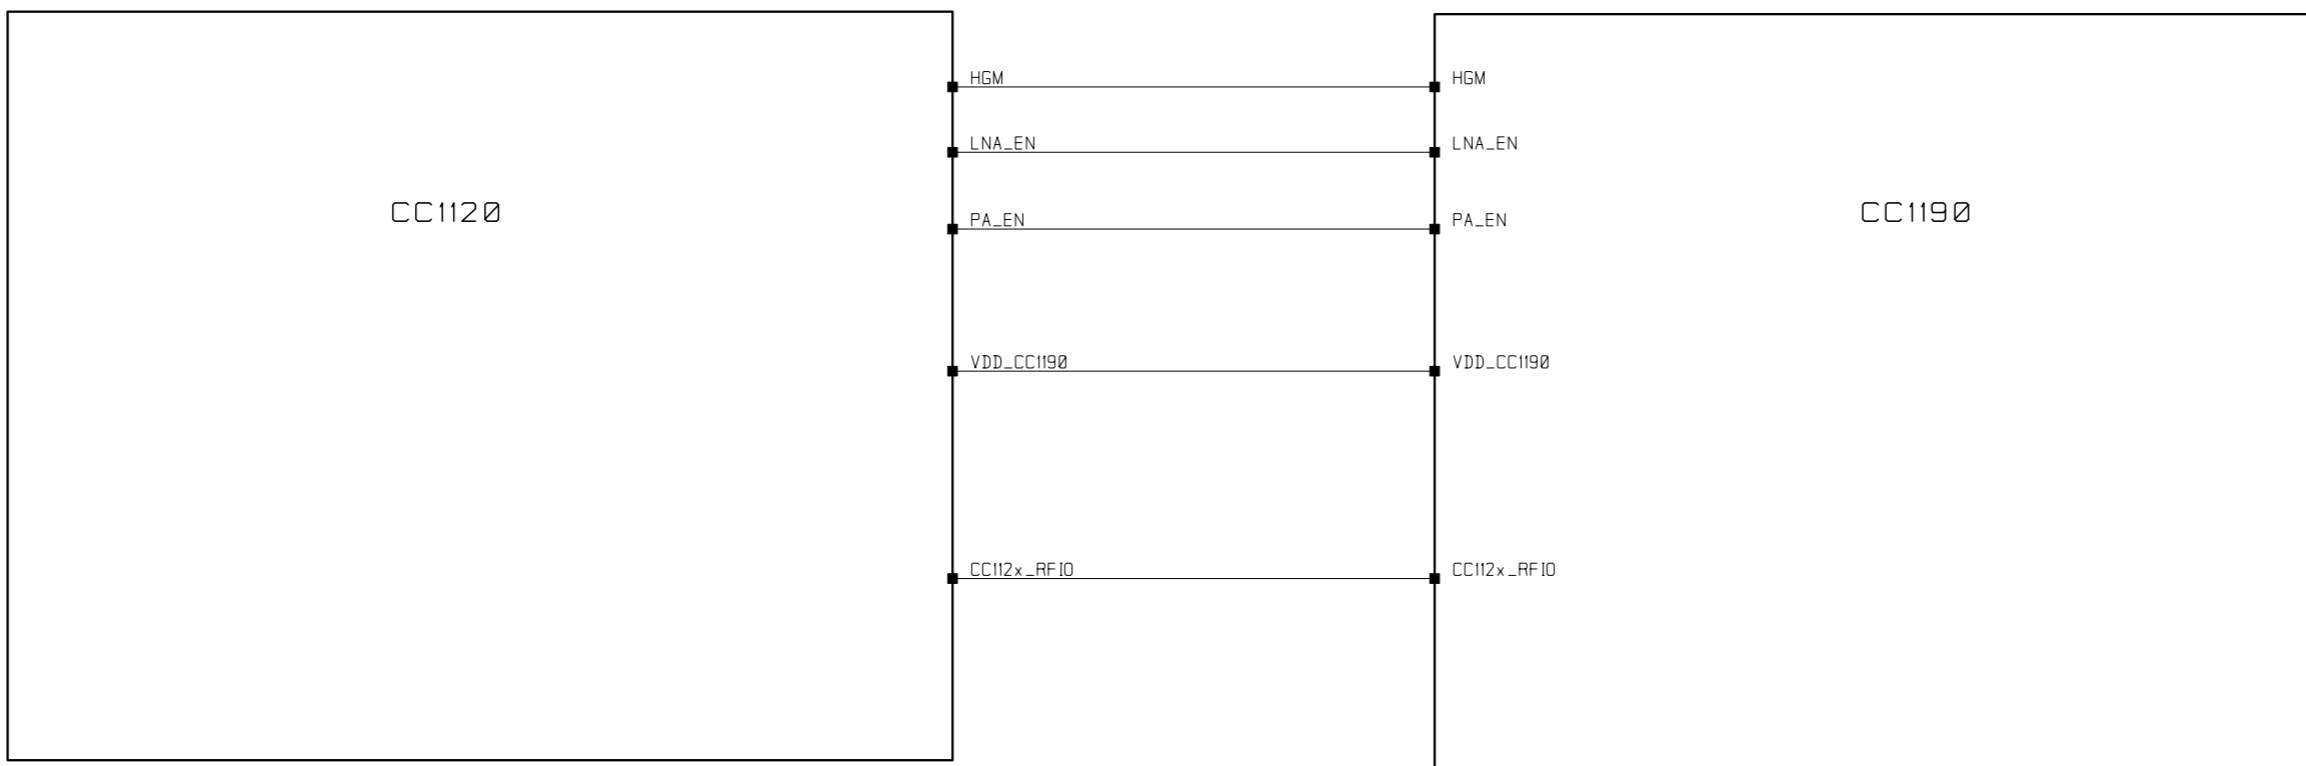 HGM
HGM
LNA_EN
LNA_EN
CC1120
CC1190
PA_EN
PA_EN
VDD_CC1190
VDD_CC1190
CC112x_RFIO
CC112x_RFIO